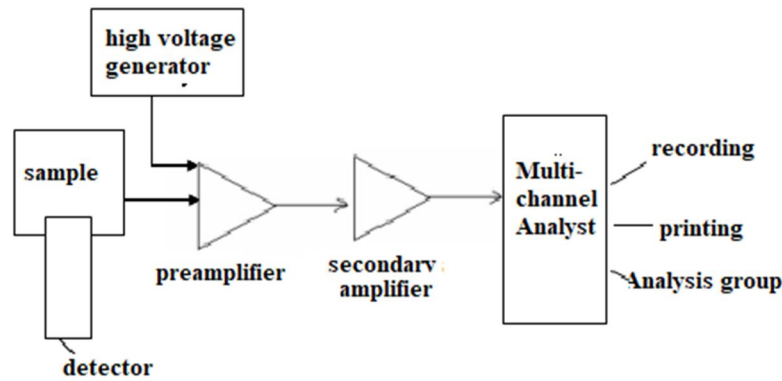 high voltage
generator
sample
detector
preamplifier
secondary
amplifier
Multi-
channel
Analyst
recording
printing
Analysis group